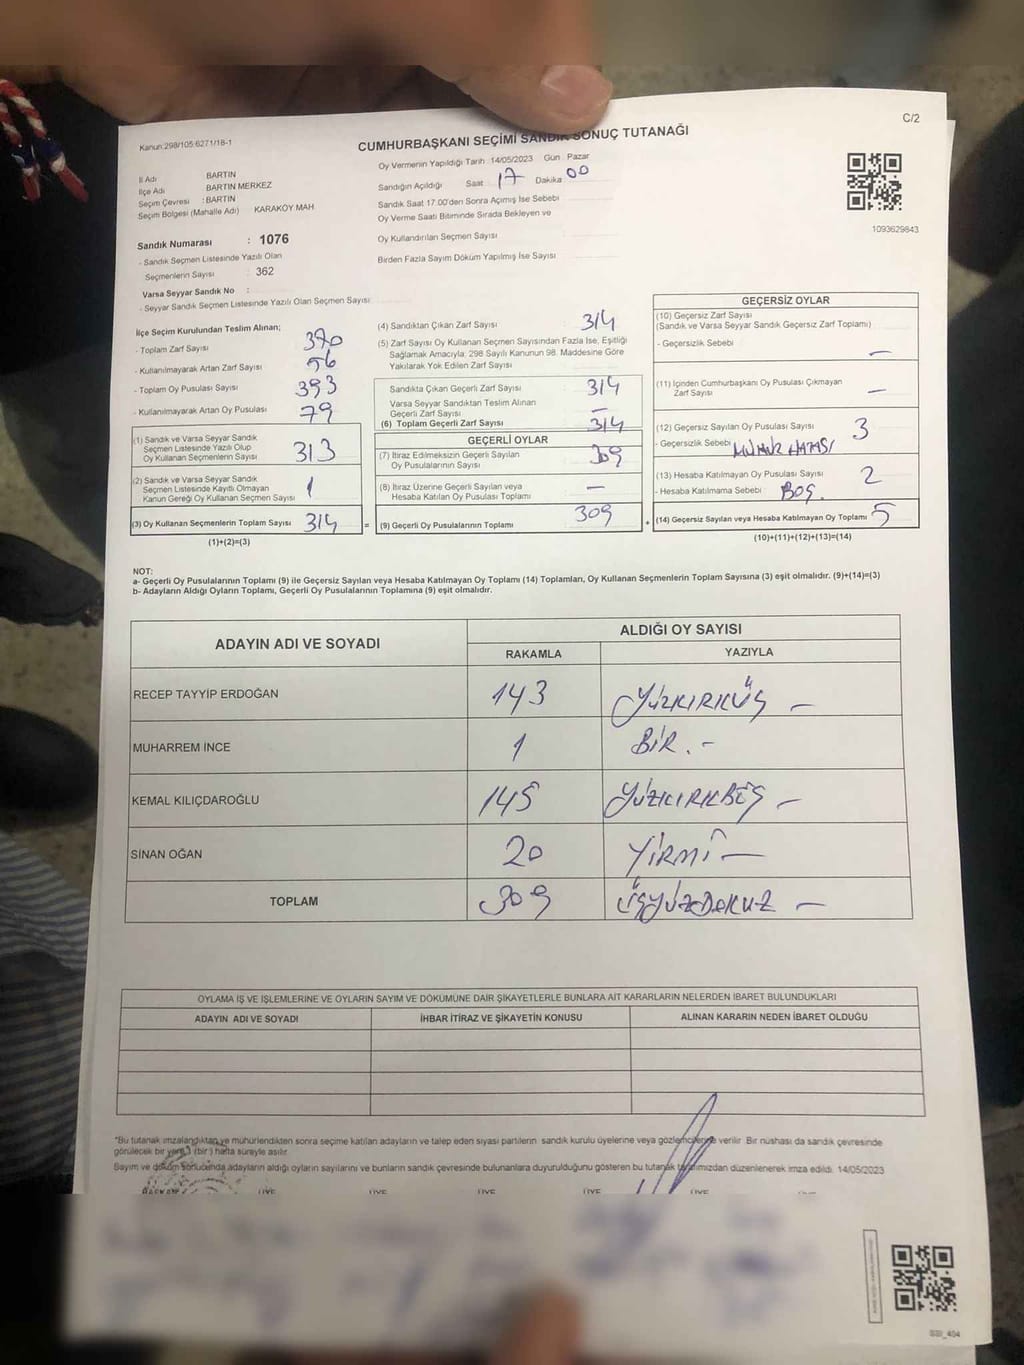 C/2
Kanun:298/105:6271/18-1
CUMHURBAŞKANI SEÇİMİ SANDIK SONUÇ TUTANAĞI
İl Adı BARTIN
İlçe Adı BARTIN MERKEZ
Seçim Çevresi : BARTIN
Seçim Bölgesi (Mahalle Adı) KARAKÖY MAH.
Oy Vermenin Yapıldığı Tarih 14/05/2023 Gün Pazar
Sandığın Açıldığı Saat 17 Dakika 00
Sandık Saat 17.00'den Sonra Açımış İse Sebebi
Oy Verme Saati Bitiminde Sırada Bekleyen ve
Oy Kullandırılan Seçmen Sayısı
Birden Fazla Sayım Döküm Yapılmış İse Sayısı
1093629843
Sandık Numarası : 1076
- Sandık Seçmen Listesinde Yazılı Olan
Seçmenlerin Sayısı : 362
Varsa Seyyar Sandık No :
- Seyyar Sandık Seçmen Listesinde Yazılı Olan Seçmen Sayısı
İlçe Seçim Kurulundan Teslim Alınan;
- Toplam Zarf Sayısı 370
- Kullanılmayarak Artan Zarf Sayısı 56
- Toplam Oy Pusulası Sayısı 393
- Kullanılmayarak Artan Oy Pusulası 79
(1) Sandık ve Varsa Seyyar Sandık
Seçmen Listesinde Yazılı Olup
Oy Kullanan Seçmenlerin Sayısı 313
(2) Sandık ve Varsa Seyyar Sandık
Seçmen Listesinde Kayıtlı Olmayan
Kanun Gereği Oy Kullanan Seçmen Sayısı 1
(3) Oy Kullanan Seçmenlerin Toplam Sayısı 314 =
(1)+(2)=(3)
(4) Sandıktan Çıkan Zarf Sayısı : 314
(5) Zarf Sayısı Oy Kullanan Seçmen Sayısından Fazla İse, Eşitliği
Sağlamak Amacıyla; 298 Sayılı Kanunun 98. Maddesine Göre
Yakılarak Yok Edilen Zarf Sayısı
Sandıkta Çıkan Geçerli Zarf Sayısı 314
Varsa Seyyar Sandıktan Teslim Alınan
Geçerli Zarf Sayısı —
(6) Toplam Geçerli Zarf Sayısı 314
GEÇERLİ OYLAR
(7) İtiraz Edilmeksizin Geçerli Sayılan
Oy Pusulalarının Sayısı 309
(8) İtiraz Üzerine Geçerli Sayılan veya
Hesaba Katılan Oy Pusulası Toplamı —
(9) Geçerli Oy Pusulalarının Toplamı 309 +
GEÇERSİZ OYLAR
(10) Geçersiz Zarf Sayısı
(Sandık ve Varsa Seyyar Sandık Geçersiz Zarf Toplamı)
- Geçersizlik Sebebi —
(11) İçinden Cumhurbaşkanı Oy Pusulası Çıkmayan
Zarf Sayısı —
(12) Geçersiz Sayılan Oy Pusulası Sayısı 3
- Geçersizlik Sebebi MÜHÜR HATASI
(13) Hesaba Katılmayan Oy Pusulası Sayısı 2
- Hesaba Katılmama Sebebi BOŞ.
(14) Geçersiz Sayılan veya Hesaba Katılmayan Oy Toplamı 5
(10)+(11)+(12)+(13)=(14)
NOT:
a- Geçerli Oy Pusulalarının Toplamı (9) ile Geçersiz Sayılan veya Hesaba Katılmayan Oy Toplamı (14) Toplamları, Oy Kullanan Seçmenlerin Toplam Sayısına (3) eşit olmalıdır. (9)+(14)=(3)
b- Adayların Aldığı Oyların Toplamı, Geçerli Oy Pusulalarının Toplamına (9) eşit olmalıdır.
ADAYIN ADI VE SOYADI ALDIĞI OY SAYISI
RAKAMLA YAZIYLA
RECEP TAYYİP ERDOĞAN 143 YÜZKIRKÜÇ —
MUHARREM İNCE 1 BİR. -
KEMAL KILIÇDAROĞLU 145 YÜZKIRKBEŞ —
SİNAN OĞAN 20 YİRMİ —
TOPLAM 309 ÜÇYÜZDOKUZ —
OYLAMA İŞ VE İŞLEMLERİNE VE OYLARIN SAYIM VE DÖKÜMÜNE DAİR ŞİKAYETLERLE BUNLARA AİT KARARLARIN NELERDEN İBARET BULUNDUKLARI
ADAYIN ADI VE SOYADI İHBAR İTİRAZ VE ŞİKAYETİN KONUSU ALINAN KARARIN NEDEN İBARET OLDUĞU
"Bu tutanak imzalandıktan ve mühürlendikten sonra seçime katılan adayların ve talep eden siyasi partilerin sandık kurulu üyelerine veya gözlemcilerine verilir. Bir nüshası da sandık çevresinde
görülecek bir yere 1 (bir) hafta süreyle asılır.
Sayım ve döküm sonucunda adayların aldığı oyların sayılarını ve bunların sandık çevresinde bulunanlara duyurulduğunu gösteren bu tutanak tarafımızdan düzenlenerek imza edildi. 14/05/2023
BAŞKAN ÜYE ÜYE ÜYE ÜYE ÜYE ÜYE